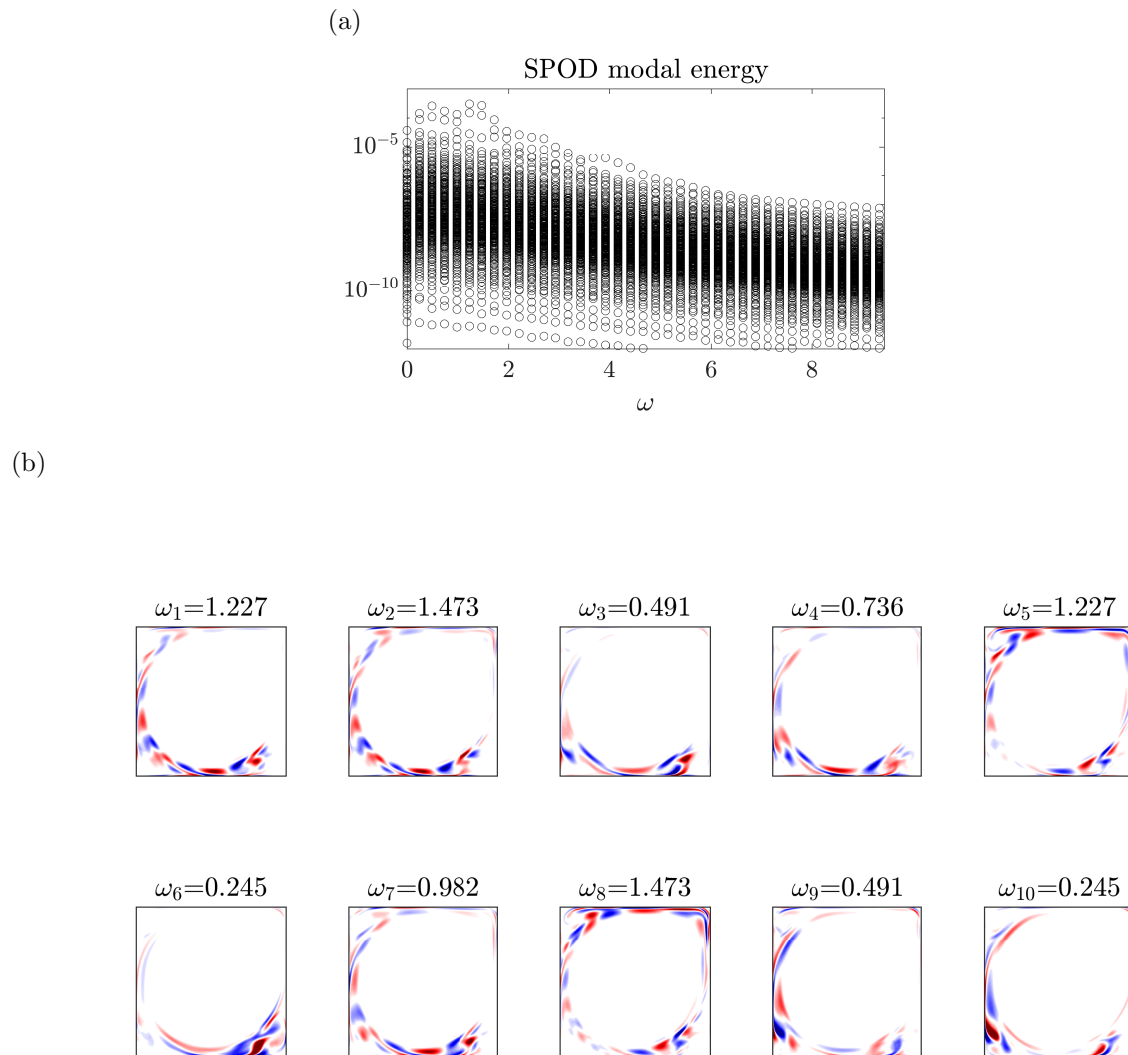 (a)
SPOD modal energy
10⁻⁵
10⁻¹⁰
0 2 4 6 8
ω
(b)
ω₁=1.227 ω₂=1.473 ω₃=0.491 ω₄=0.736 ω₅=1.227
ω₆=0.245 ω₇=0.982 ω₈=1.473 ω₉=0.491 ω₁₀=0.245